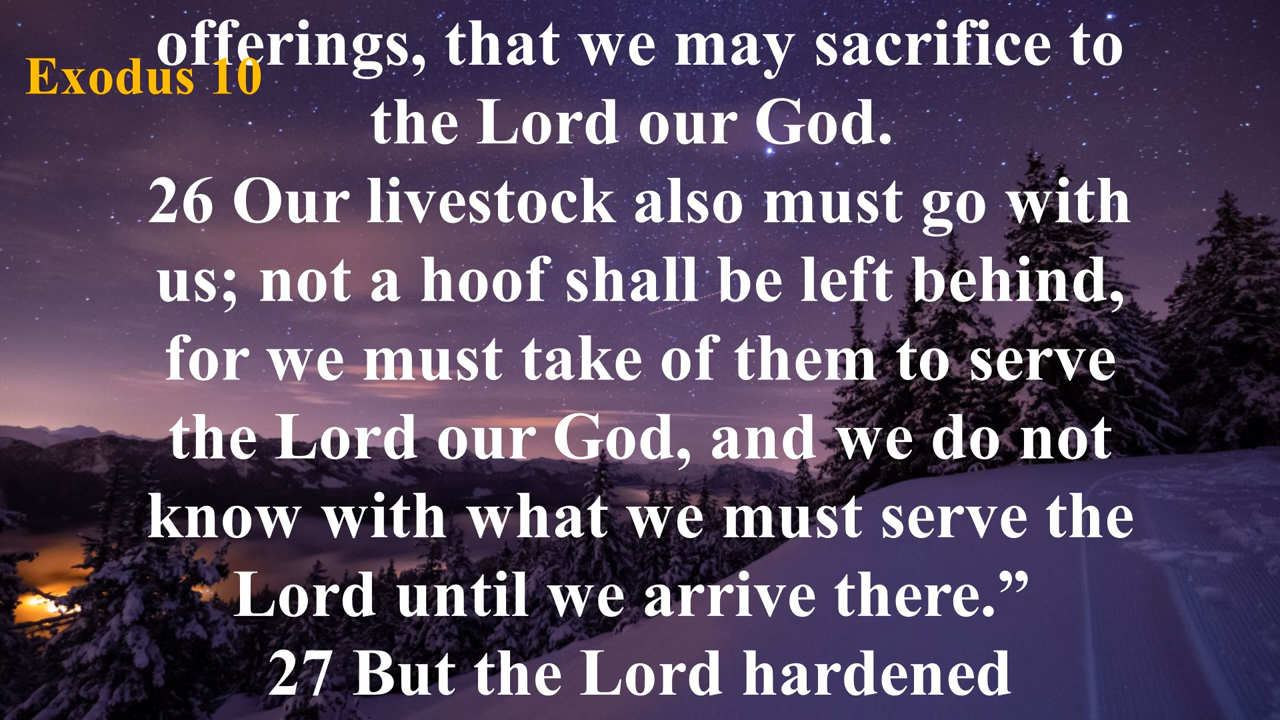 offerings, that we may sacrifice to
Exodus 10
the Lord our God.
26 Our livestock also must go with
us; not a hoof shall be left behind,
for we must take of them to serve
the Lord our God, and we do not
know with what we must serve the
Lord until we arrive there.”
27 But the Lord hardened